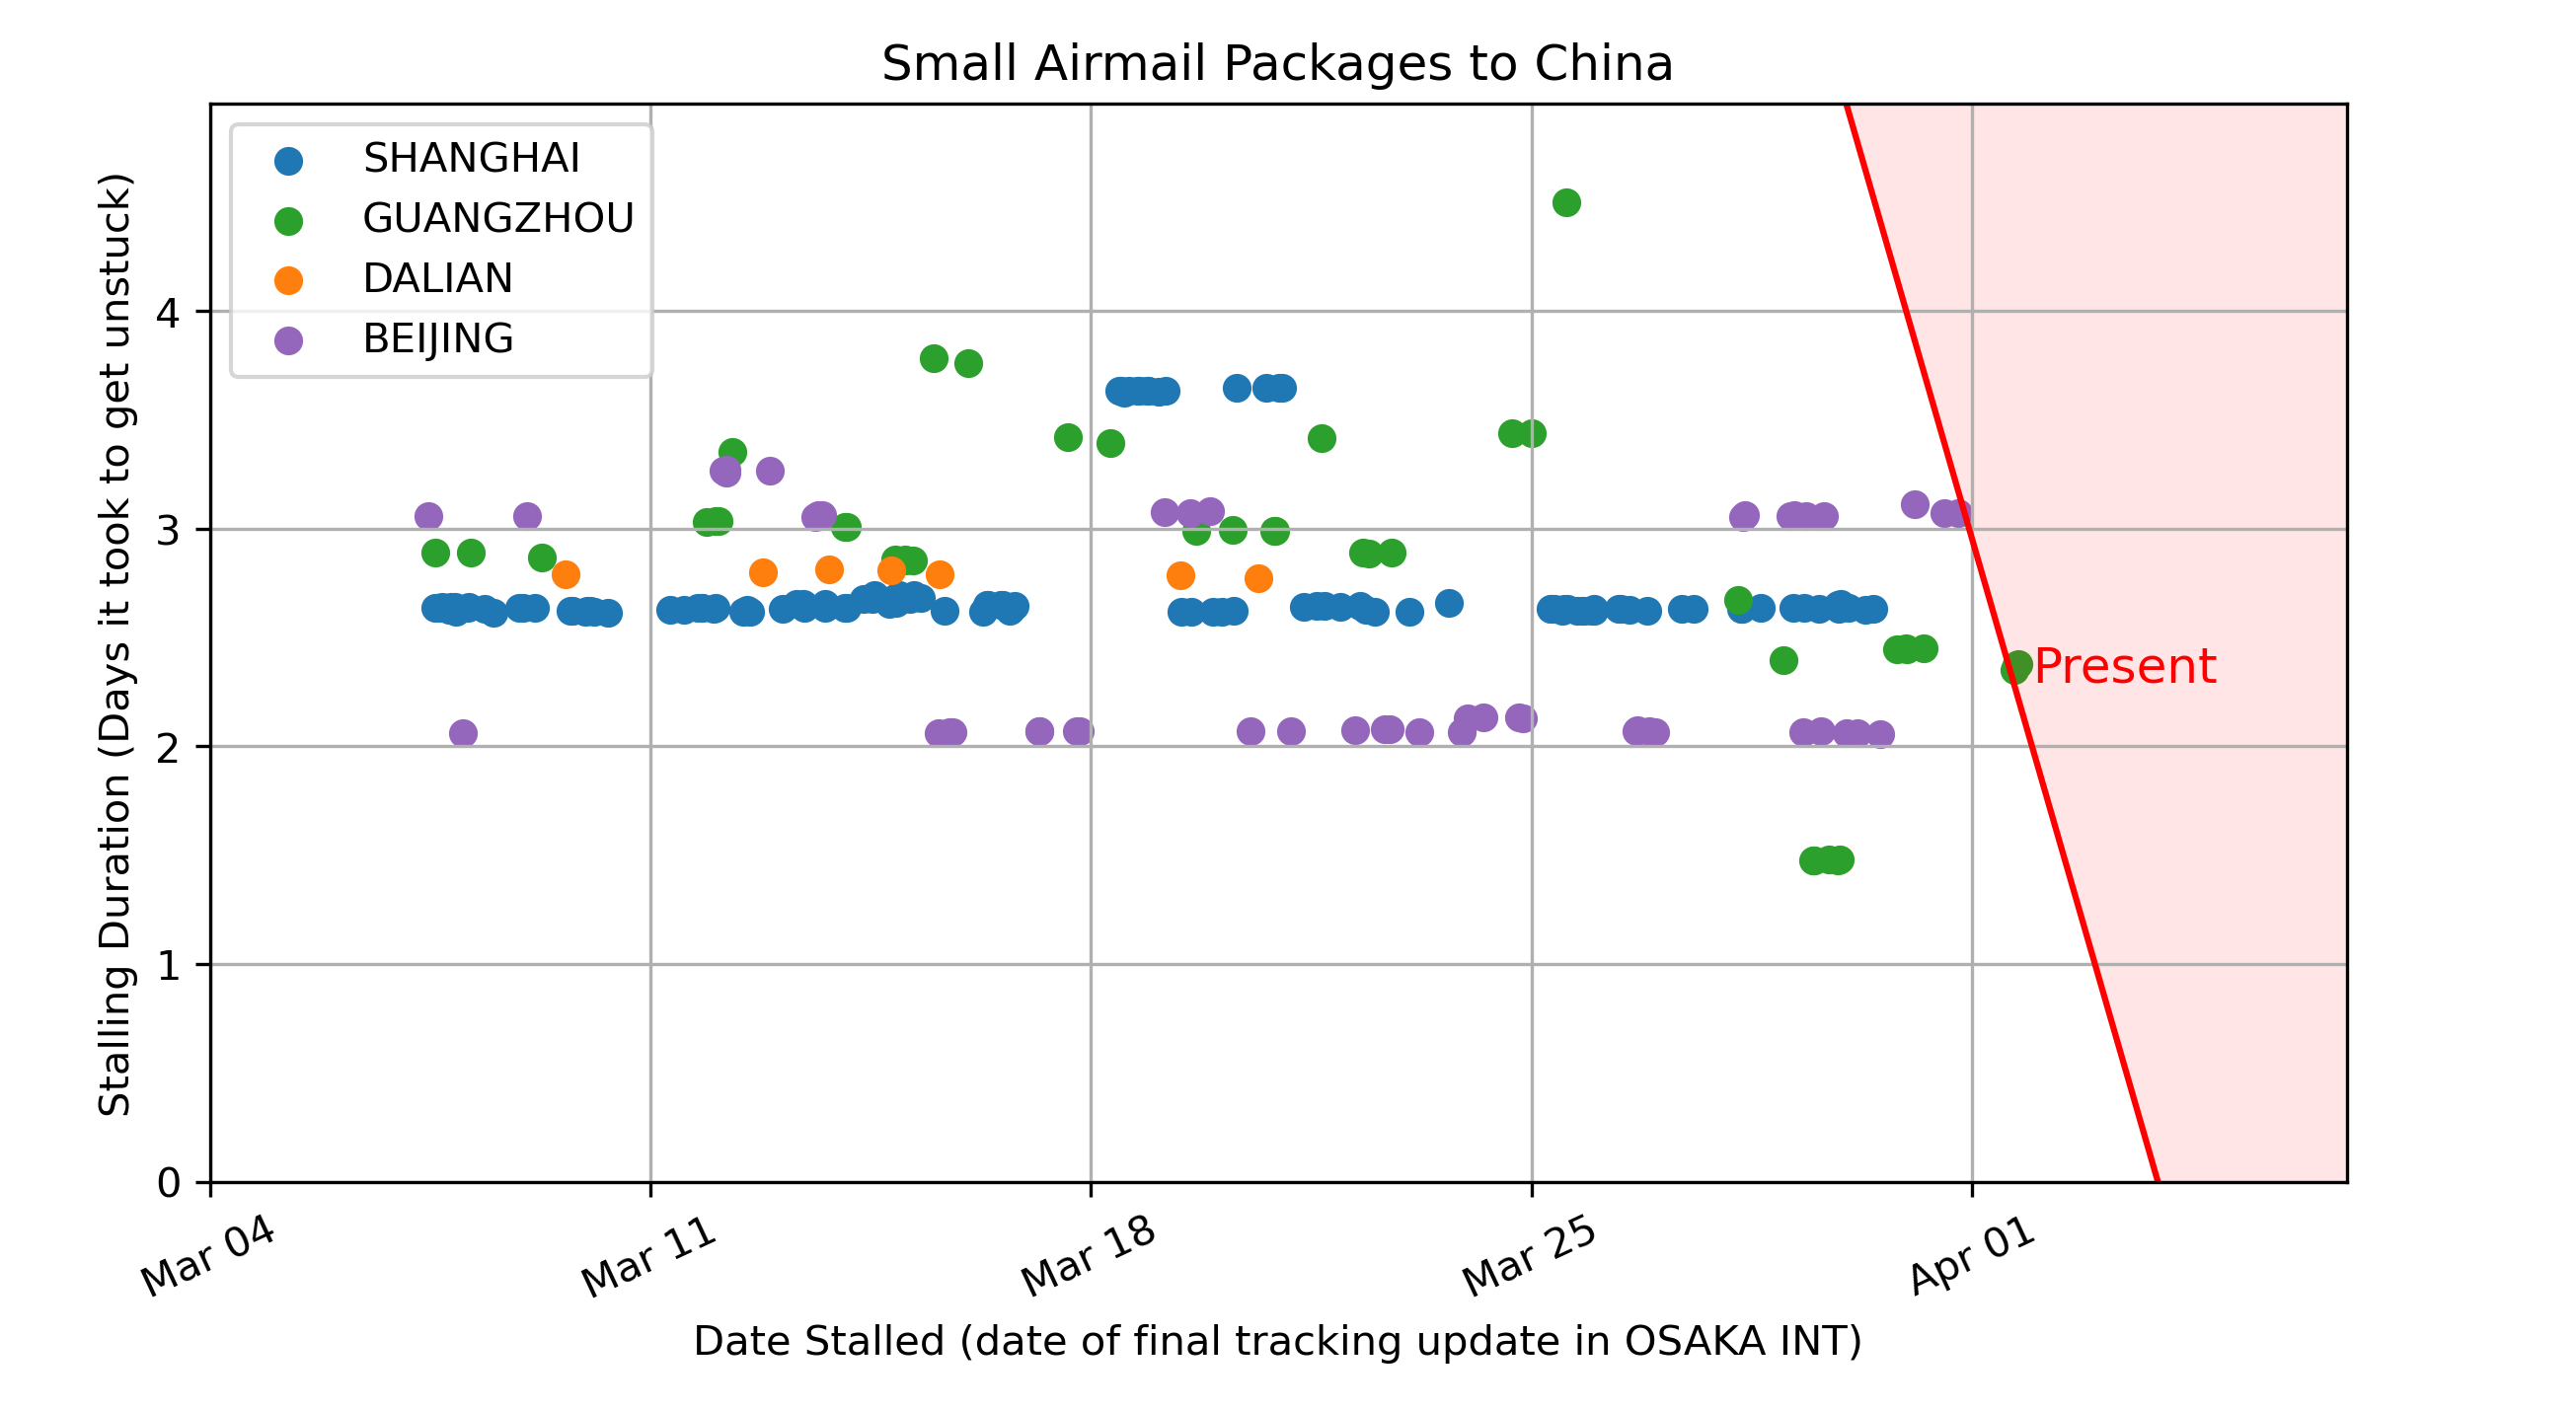 Small Airmail Packages to China
SHANGHAI
GUANGZHOU
DALIAN
BEIJING
Stalling Duration (Days it took to get unstuck)
4
3
2
1
0
Present
Mar 04
Mar 11
Mar 18
Mar 25
Apr 01
Date Stalled (date of final tracking update in OSAKA INT)